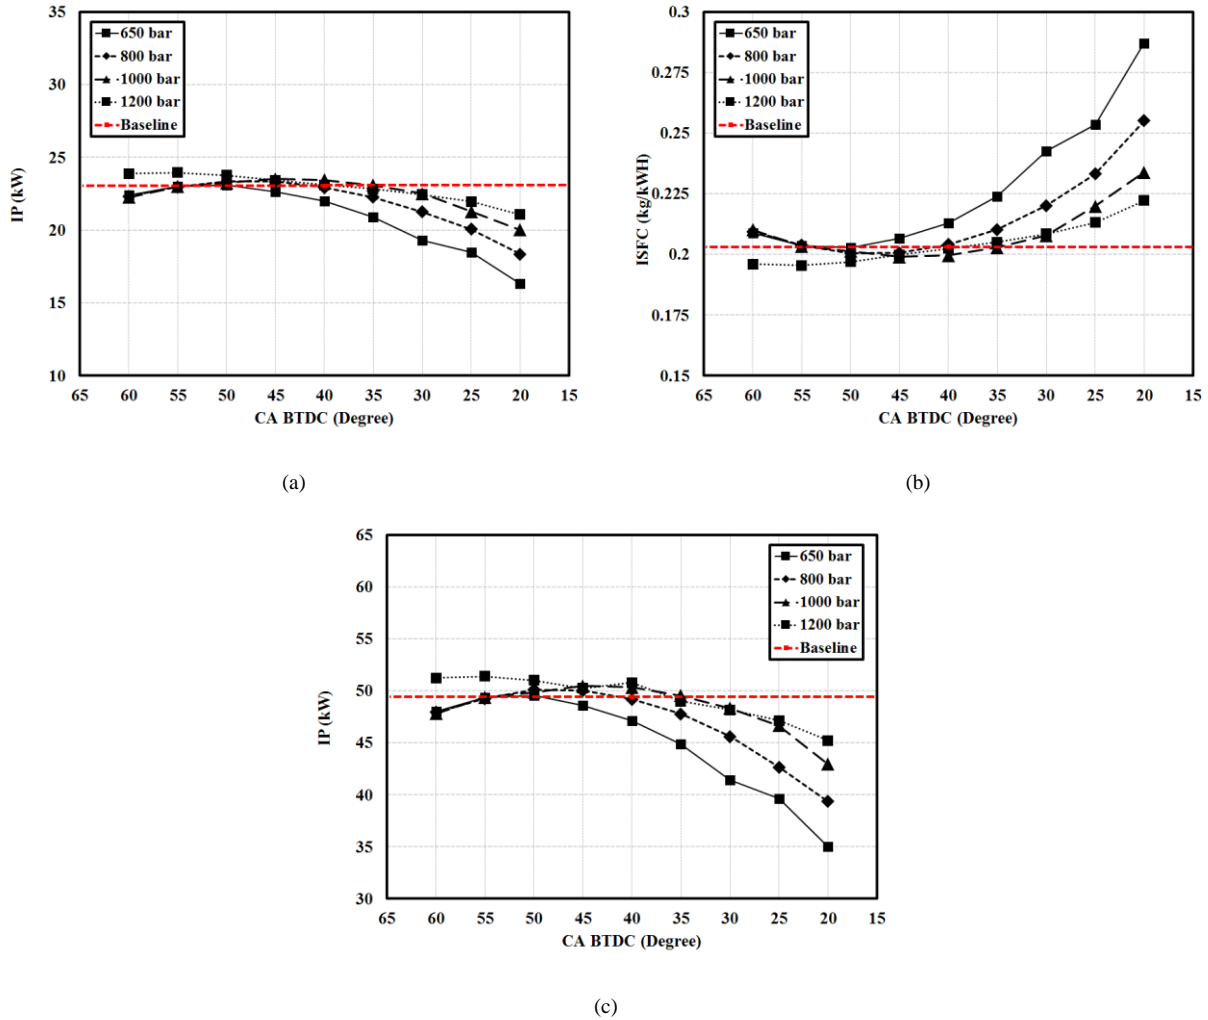 35
30
25
20
15
10
IP (kW)
650 bar
800 bar
1000 bar
1200 bar
Baseline
65 60 55 50 45 40 35 30 25 20 15
CA BTDC (Degree)
(a)
0.3
0.275
0.25
0.225
0.2
0.175
0.15
ISFC (kg/kWH)
650 bar
800 bar
1000 bar
1200 bar
Baseline
65 60 55 50 45 40 35 30 25 20 15
CA BTDC (Degree)
(b)
65
60
55
50
45
40
35
30
IP (kW)
650 bar
800 bar
1000 bar
1200 bar
Baseline
65 60 55 50 45 40 35 30 25 20 15
CA BTDC (Degree)
(c)